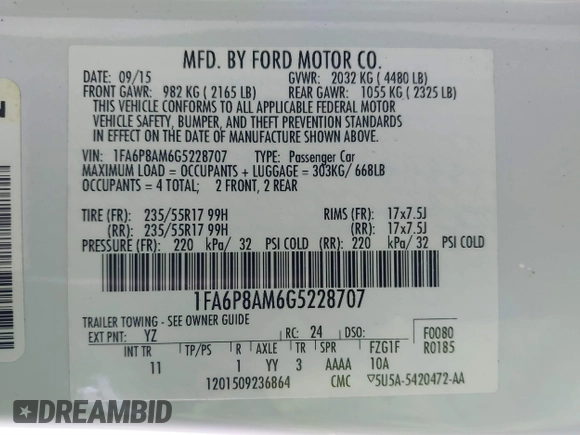 MFD. BY FORD MOTOR CO.
DATE: 09/15 GVWR: 2032 KG ( 4480 LB)
FRONT GAWR: 982 KG ( 2165 LB) REAR GAWR: 1055 KG ( 2325 LB)
THIS VEHICLE CONFORMS TO ALL APPLICABLE FEDERAL MOTOR
VEHICLE SAFETY, BUMPER, AND THEFT PREVENTION STANDARDS
IN EFFECT ON THE DATE OF MANUFACTURE SHOWN ABOVE.
VIN: 1FA6P8AM6G5228707 TYPE: Passenger Car
MAXIMUM LOAD = OCCUPANTS + LUGGAGE = 303KG/ 668LB
OCCUPANTS = 4 TOTAL; 2 FRONT, 2 REAR
TIRE (FR): 235/55R17 99H RIMS (FR): 17x7.5J
(RR): 235/55R17 99H (RR): 17x7.5J
PRESSURE (FR): 220 kPa/ 32 PSI COLD (RR): 220 kPa/ 32 PSI COLD
1FA6P8AM6G5228707
TRAILER TOWING - SEE OWNER GUIDE
EXT PNT: YZ RC: 24 DSO: F0080
INT TR TP/PS R AXLE TR SPR FZG1F R0185
11 1 YY 3 AAAA 10A
1201509236864 CMC ▽5U5A-5420472-AA
DREAMBID